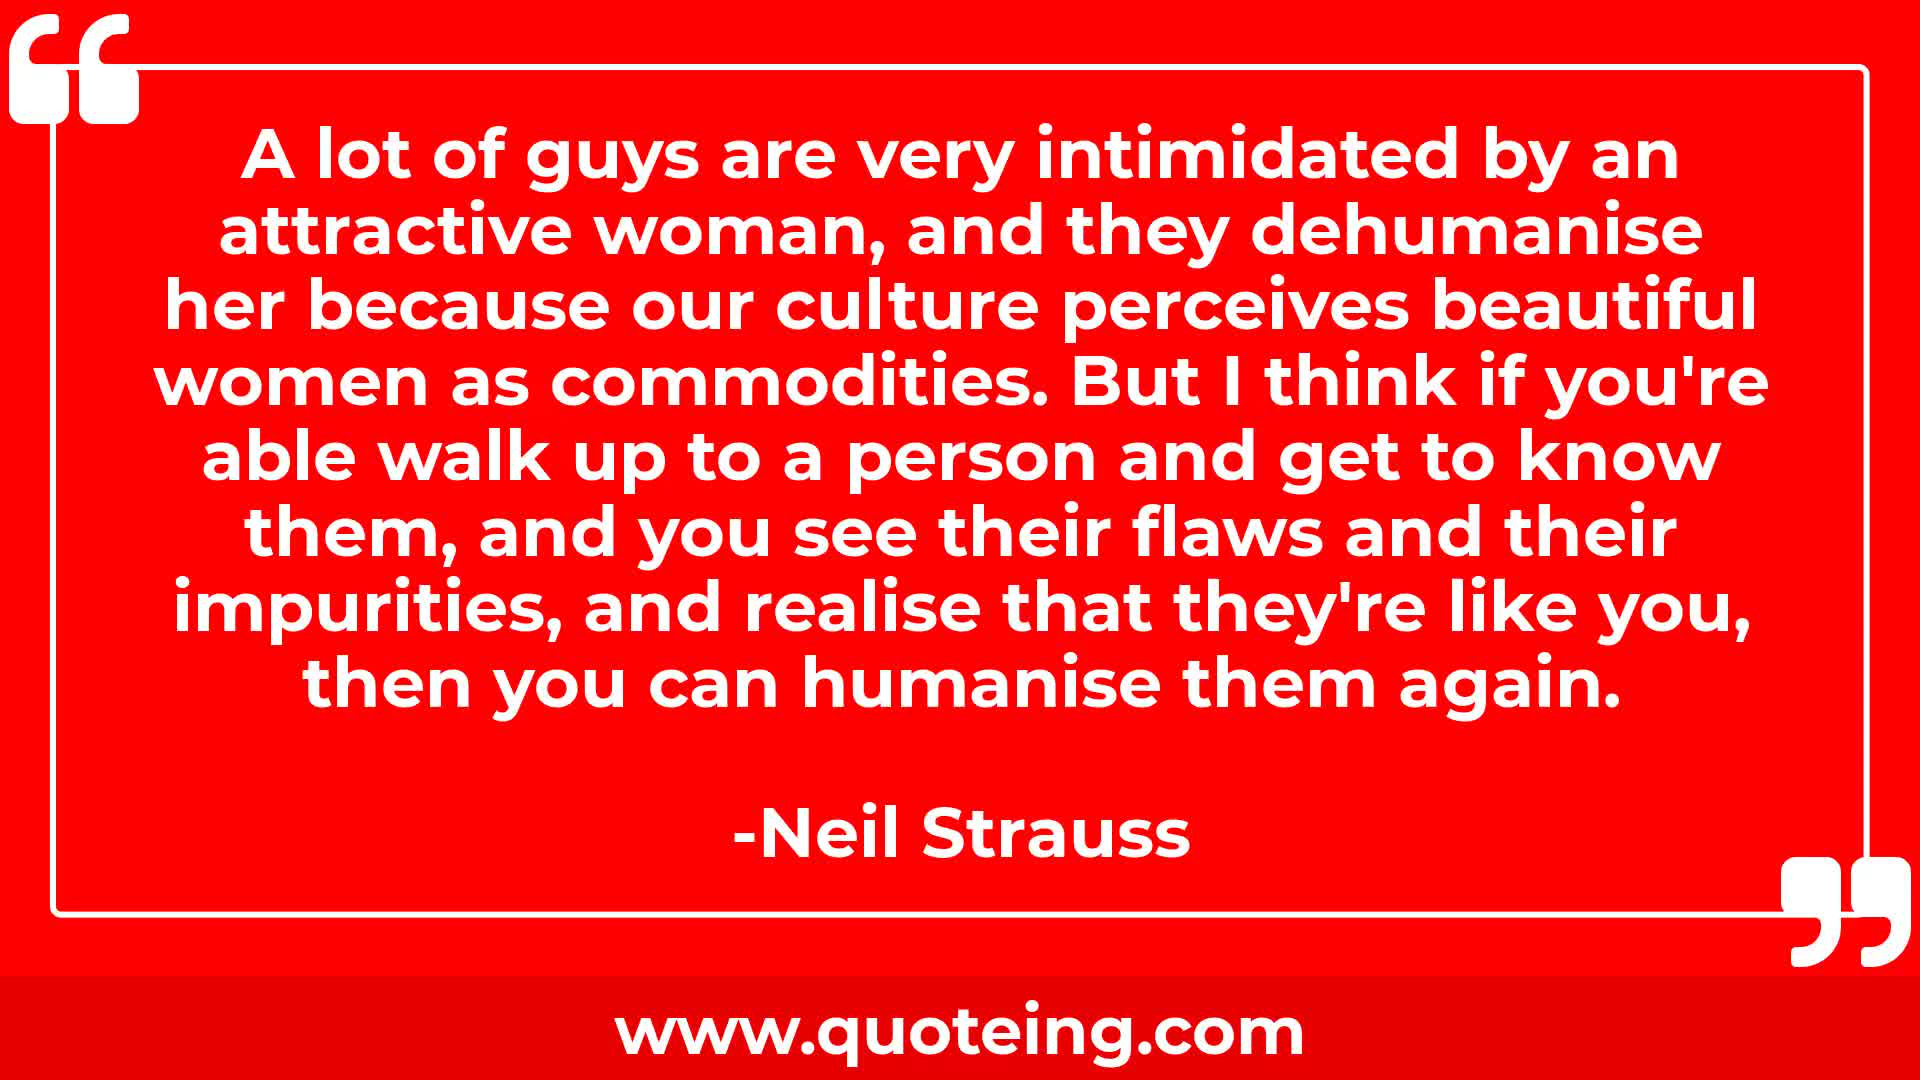 A lot of guys are very intimidated by an
attractive woman, and they dehumanise
her because our culture perceives beautiful
women as commodities. But I think if you're
able walk up to a person and get to know
them, and you see their flaws and their
impurities, and realise that they're like you,
then you can humanise them again.
-Neil Strauss
www.quoteing.com